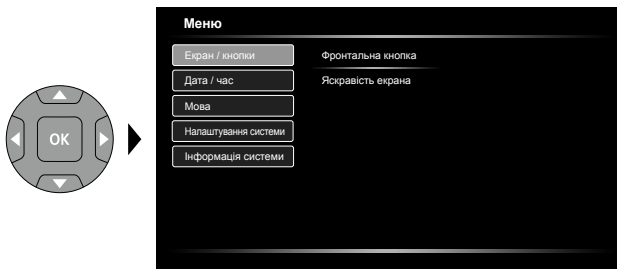 Меню
Екран / кнопки
Фронтальна кнопка
Дата / час
Яскравість екрана
Мова
Налаштування системи
Інформація системи
OK